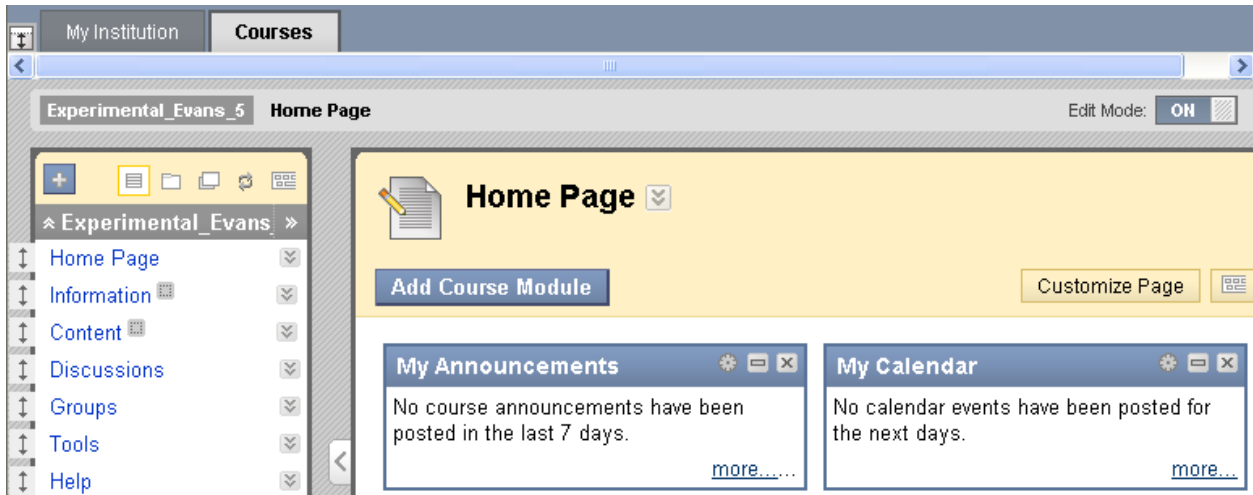 My Institution
Courses
Experimental_Evans_5 Home Page
Edit Mode: ON
Experimental_Evans_
Home Page
Information
Content
Discussions
Groups
Tools
Help
Home Page
Add Course Module
Customize Page
My Announcements
No course announcements have been
posted in the last 7 days.
more......
My Calendar
No calendar events have been posted for
the next days.
more...